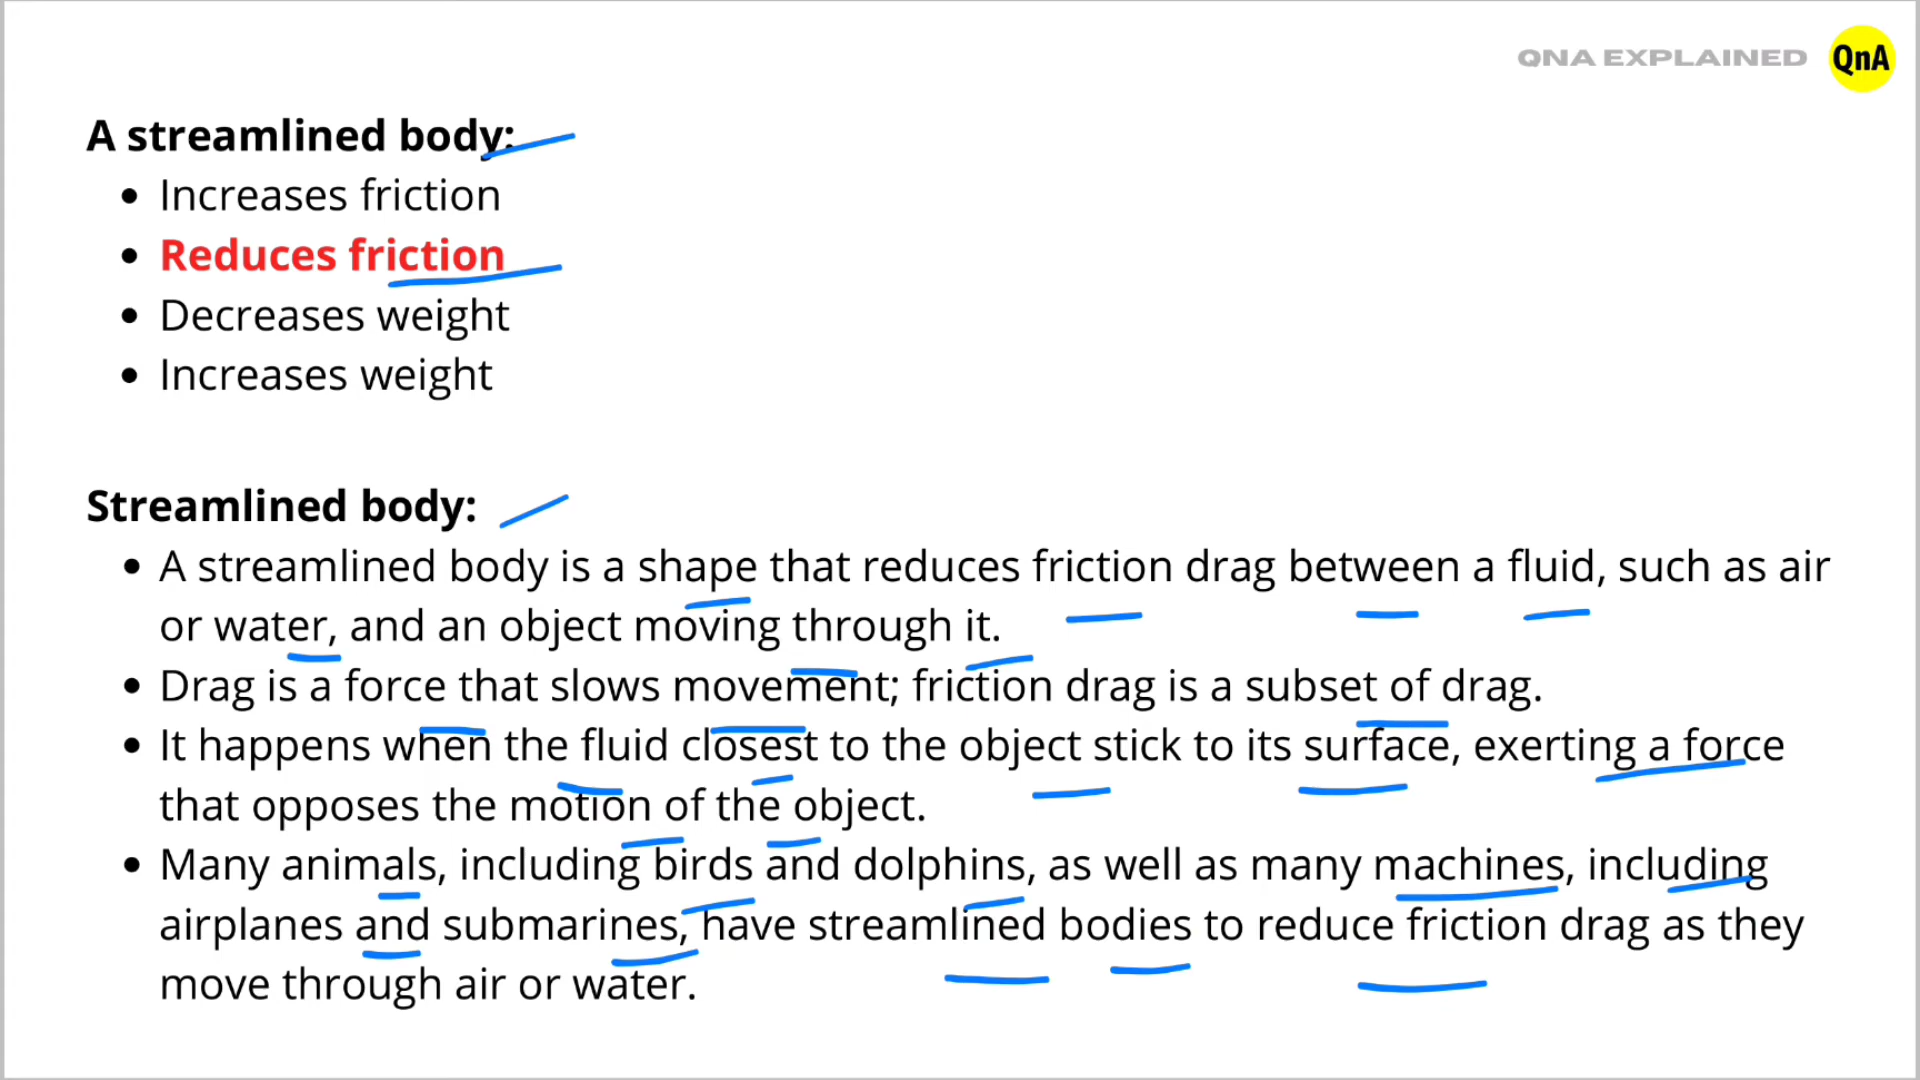 QNA EXPLAINED QnA
A streamlined body:
• Increases friction
• Reduces friction
• Decreases weight
• Increases weight
Streamlined body:
• A streamlined body is a shape that reduces friction drag between a fluid, such as air
or water, and an object moving through it.
• Drag is a force that slows movement; friction drag is a subset of drag.
• It happens when the fluid closest to the object stick to its surface, exerting a force
that opposes the motion of the object.
• Many animals, including birds and dolphins, as well as many machines, including
airplanes and submarines, have streamlined bodies to reduce friction drag as they
move through air or water.